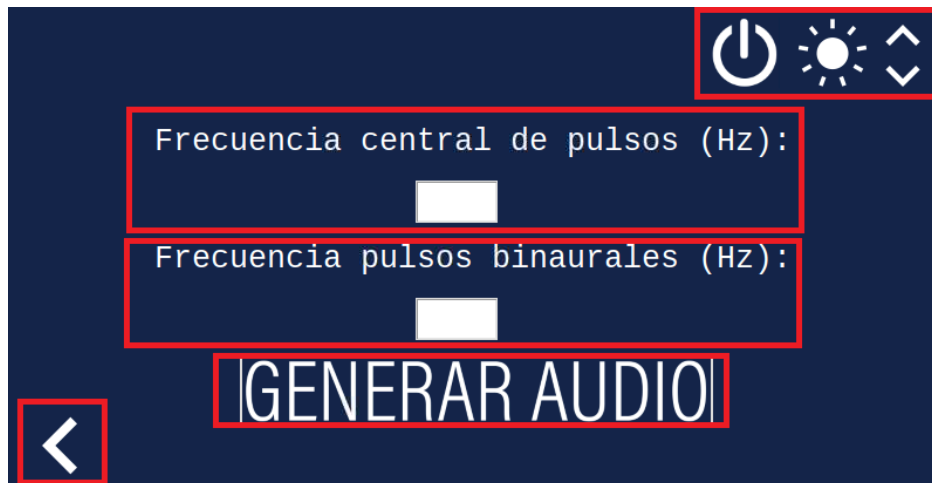 Frecuencia central de pulsos (Hz):
Frecuencia pulsos binaurales (Hz):
GENERAR AUDIO